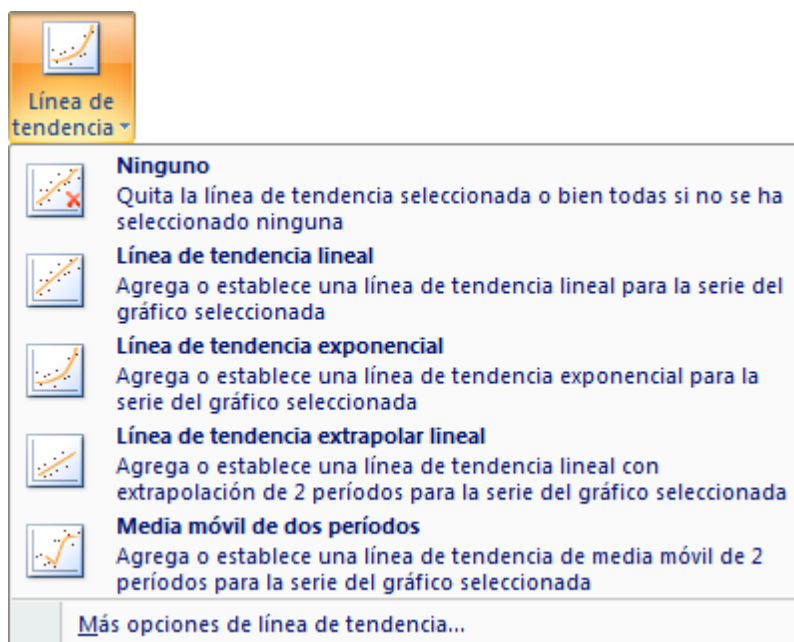 Línea de
tendencia
Ninguno
Quita la línea de tendencia seleccionada o bien todas si no se ha
seleccionado ninguna
Línea de tendencia lineal
Agrega o establece una línea de tendencia lineal para la serie del
gráfico seleccionada
Línea de tendencia exponencial
Agrega o establece una línea de tendencia exponencial para la
serie del gráfico seleccionada
Línea de tendencia extrapolar lineal
Agrega o establece una línea de tendencia lineal con
extrapolación de 2 períodos para la serie del gráfico seleccionada
Media móvil de dos períodos
Agrega o establece una línea de tendencia de media móvil de 2
períodos para la serie del gráfico seleccionada
Más opciones de línea de tendencia...